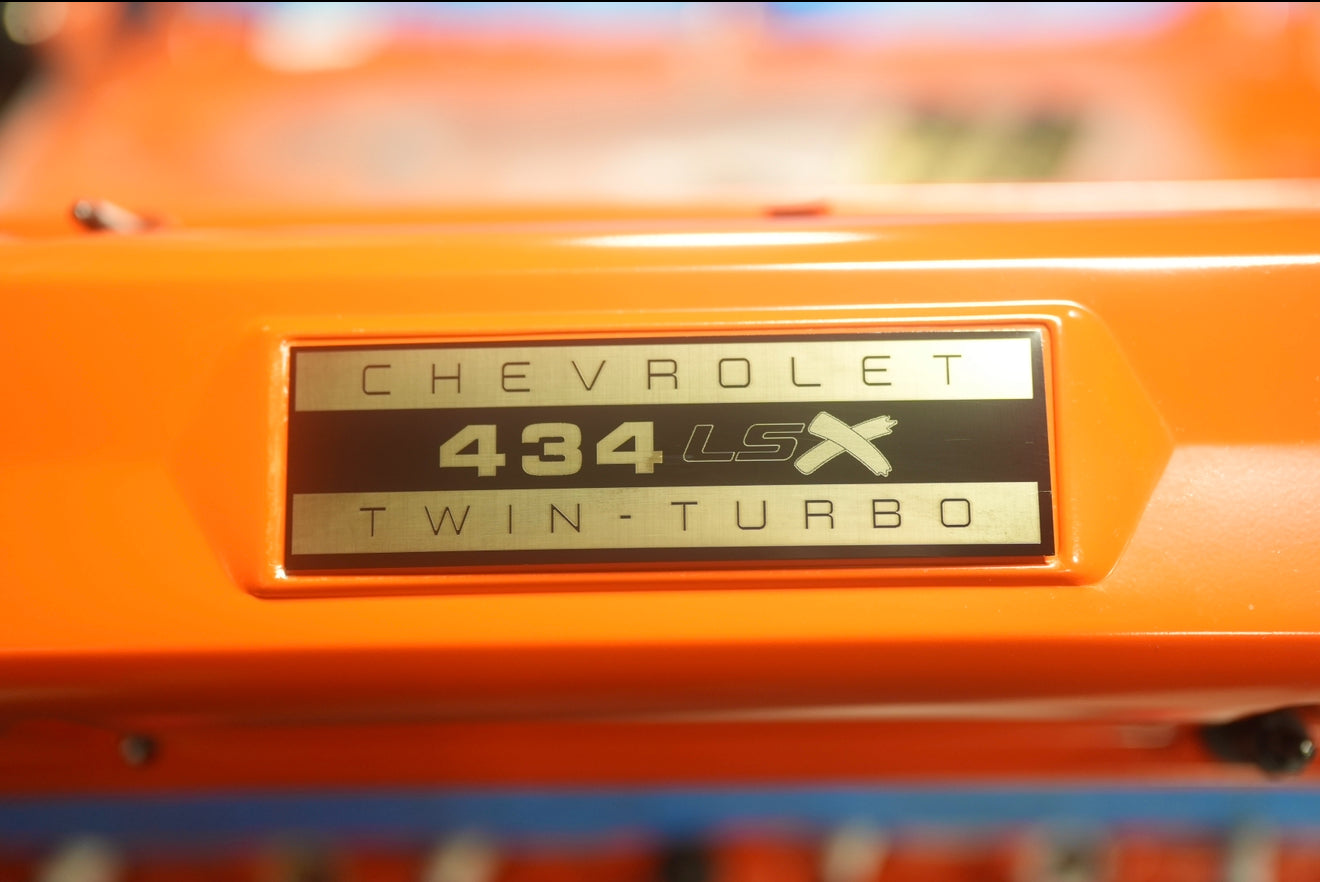 CHEVROLET
434 LSX
TWIN-TURBO